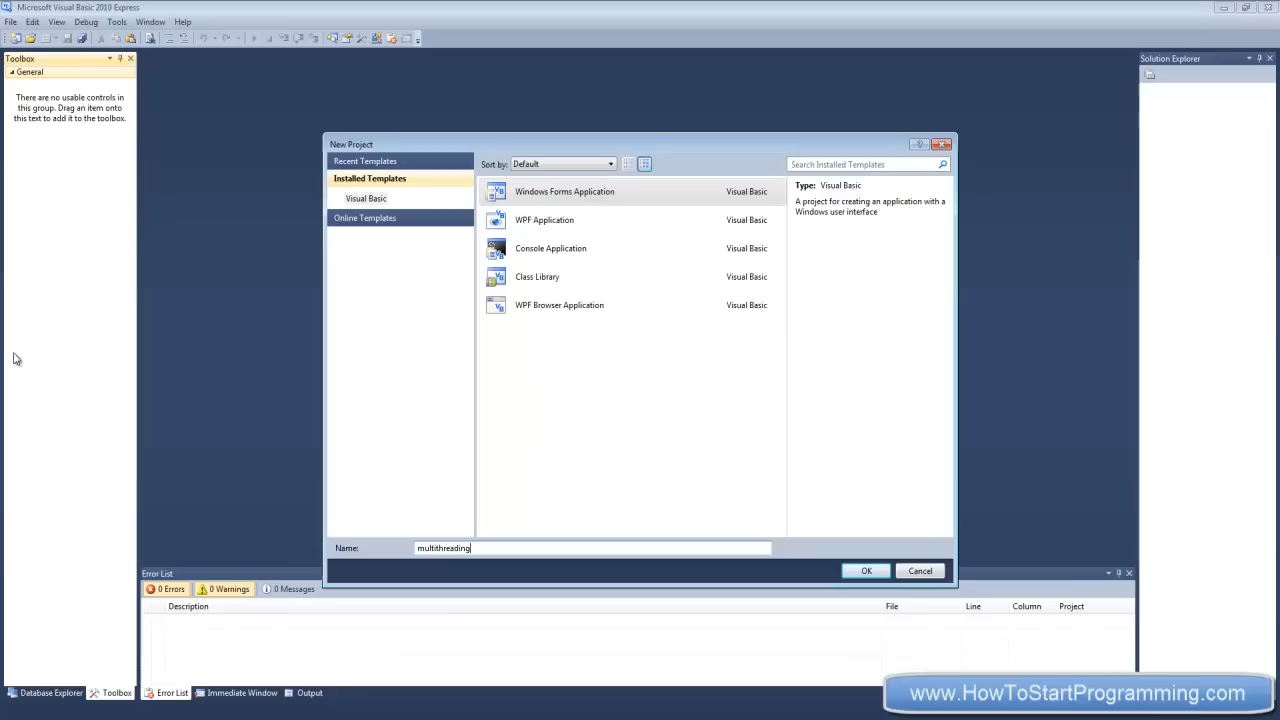 Microsoft Visual Basic 2010 Express
File Edit View Debug Tools Window Help
Toolbox
General
There are no usable controls in
this group. Drag an item onto
this text to add it to the toolbox.
Solution Explorer
New Project
Recent Templates
Installed Templates
Visual Basic
Online Templates
Sort by: Default
Search Installed Templates
Windows Forms Application Visual Basic
WPF Application Visual Basic
Console Application Visual Basic
Class Library Visual Basic
WPF Browser Application Visual Basic
Type: Visual Basic
A project for creating an application with a
Windows user interface
Name: multithreading
OK Cancel
Error List
0 Errors 0 Warnings 0 Messages
Description File Line Column Project
Database Explorer Toolbox Error List Immediate Window Output
www.HowToStartProgramming.com